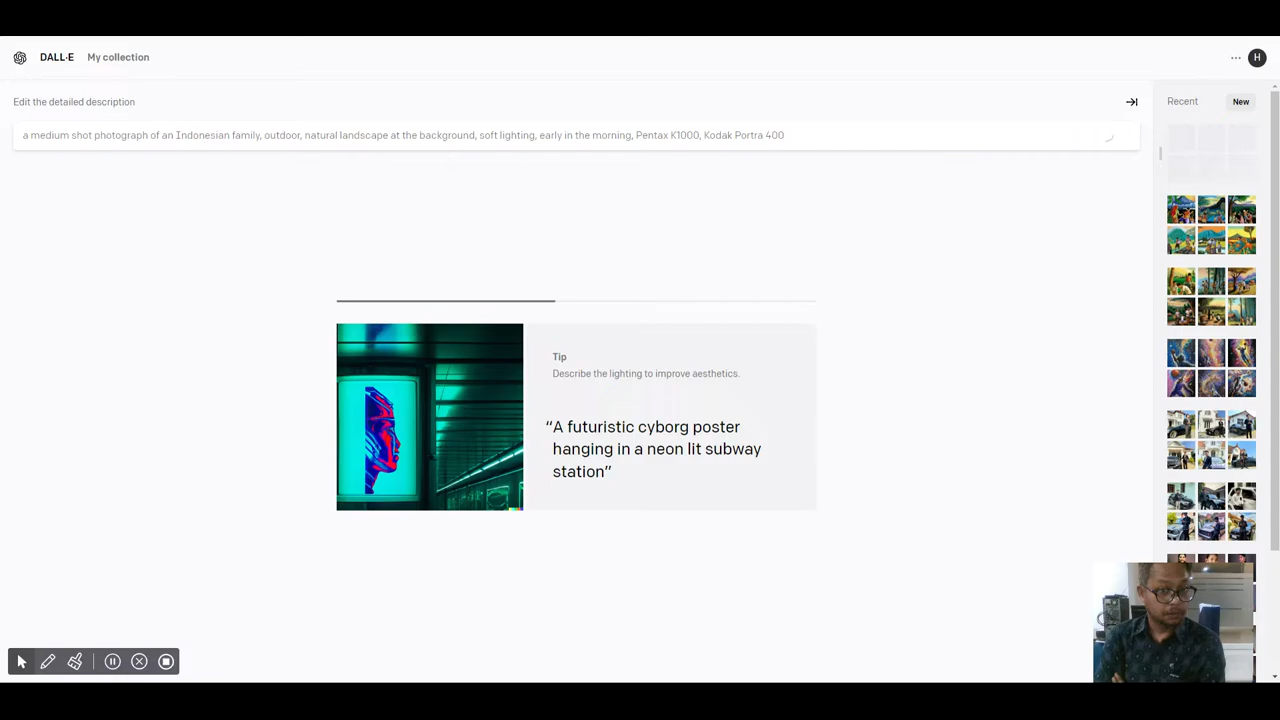 DALL·E My collection
H
Edit the detailed description
Recent New
a medium shot photograph of an Indonesian family, outdoor, natural landscape at the background, soft lighting, early in the morning, Pentax K1000, Kodak Portra 400
Tip
Describe the lighting to improve aesthetics.
“A futuristic cyborg poster
hanging in a neon lit subway
station”